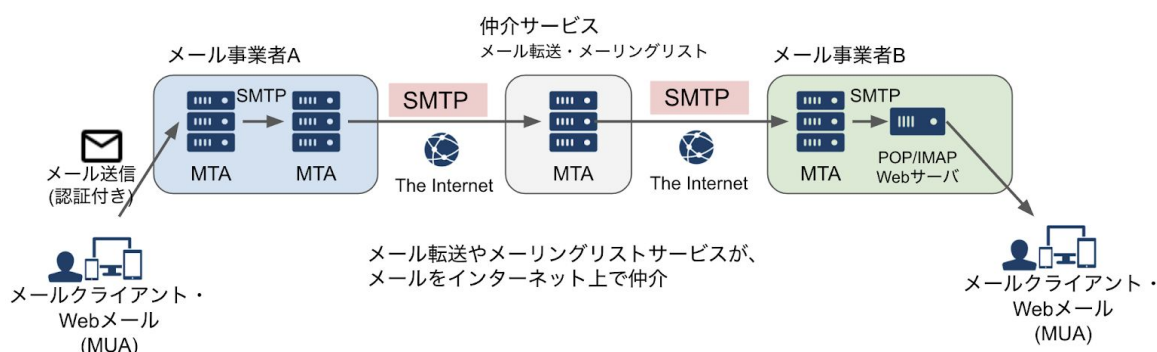 仲介サービス
メール転送・メーリングリスト
メール事業者A
メール事業者B
SMTP
SMTP
SMTP
SMTP
MTA
MTA
The Internet
MTA
The Internet
MTA
POP/IMAP
Webサーバ
メール送信
(認証付き)
メール転送やメーリングリストサービスが、
メールをインターネット上で仲介
メールクライアント・
Webメール
(MUA)
メールクライアント・
Webメール
(MUA)